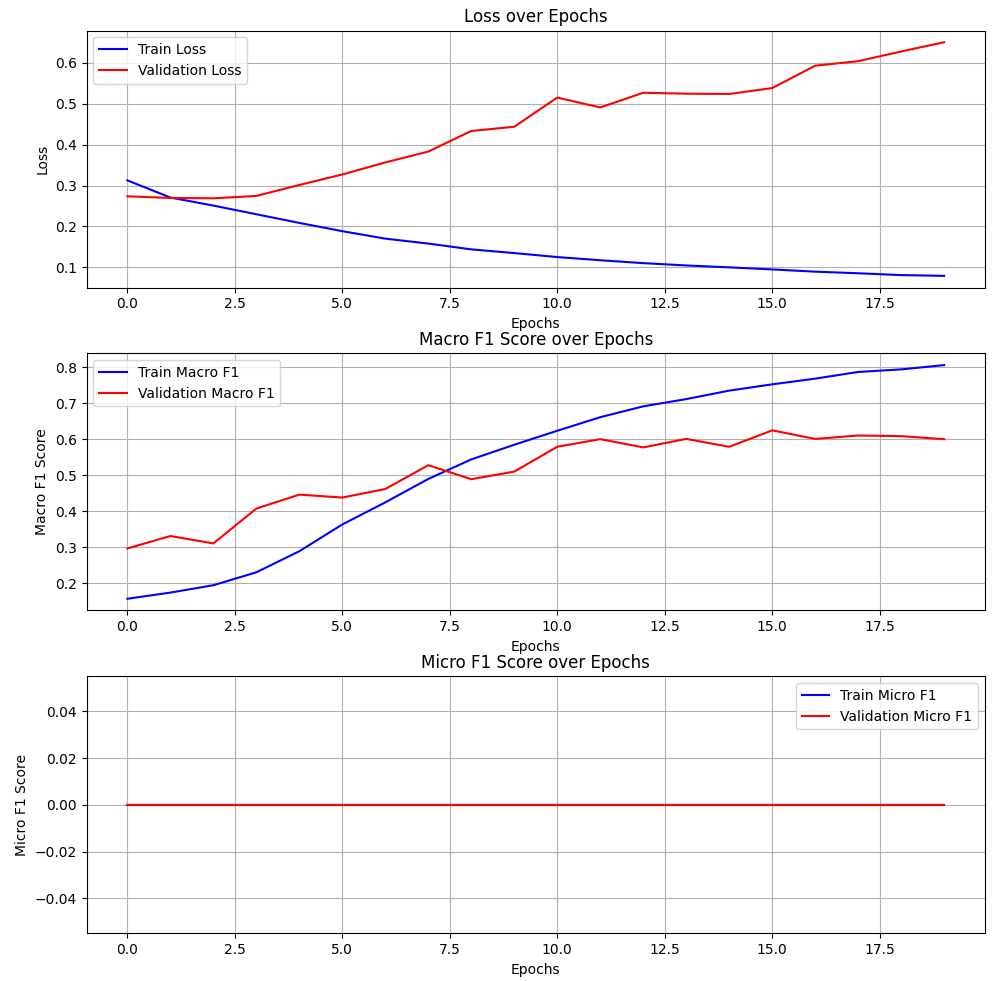 Loss over Epochs
Train Loss
Validation Loss
Loss
0.6
0.5
0.4
0.3
0.2
0.1
0.0 2.5 5.0 7.5 10.0 12.5 15.0 17.5
Epochs
Macro F1 Score over Epochs
Train Macro F1
Validation Macro F1
Macro F1 Score
0.8
0.7
0.6
0.5
0.4
0.3
0.2
0.0 2.5 5.0 7.5 10.0 12.5 15.0 17.5
Epochs
Micro F1 Score over Epochs
Train Micro F1
Validation Micro F1
Micro F1 Score
0.04
0.02
0.00
−0.02
−0.04
0.0 2.5 5.0 7.5 10.0 12.5 15.0 17.5
Epochs